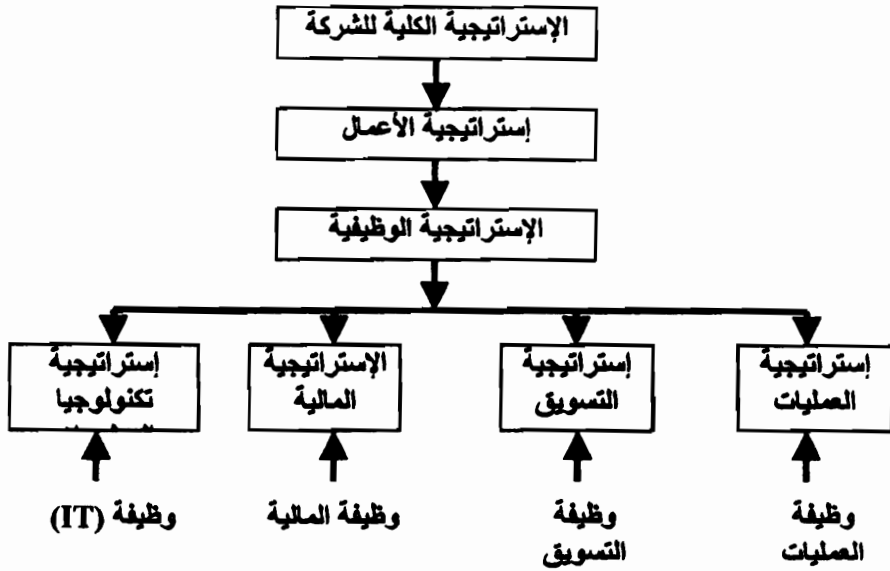 الإستراتيجية الكلية للشركة
إستراتيجية الأعمال
الإستراتيجية الوظيفية
إستراتيجية
العمليات
إستراتيجية
التسويق
الإستراتيجية
المالية
إستراتيجية
تكنولوجيا
وظيفة
العمليات
وظيفة
التسويق
وظيفة المالية
وظيفة (IT)